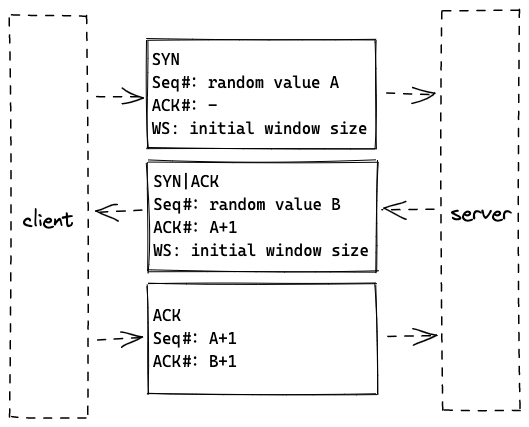 SYN
Seq#: random value A
ACK#: –
WS: initial window size
SYN|ACK
Seq#: random value B
ACK#: A+1
WS: initial window size
client
server
ACK
Seq#: A+1
ACK#: B+1